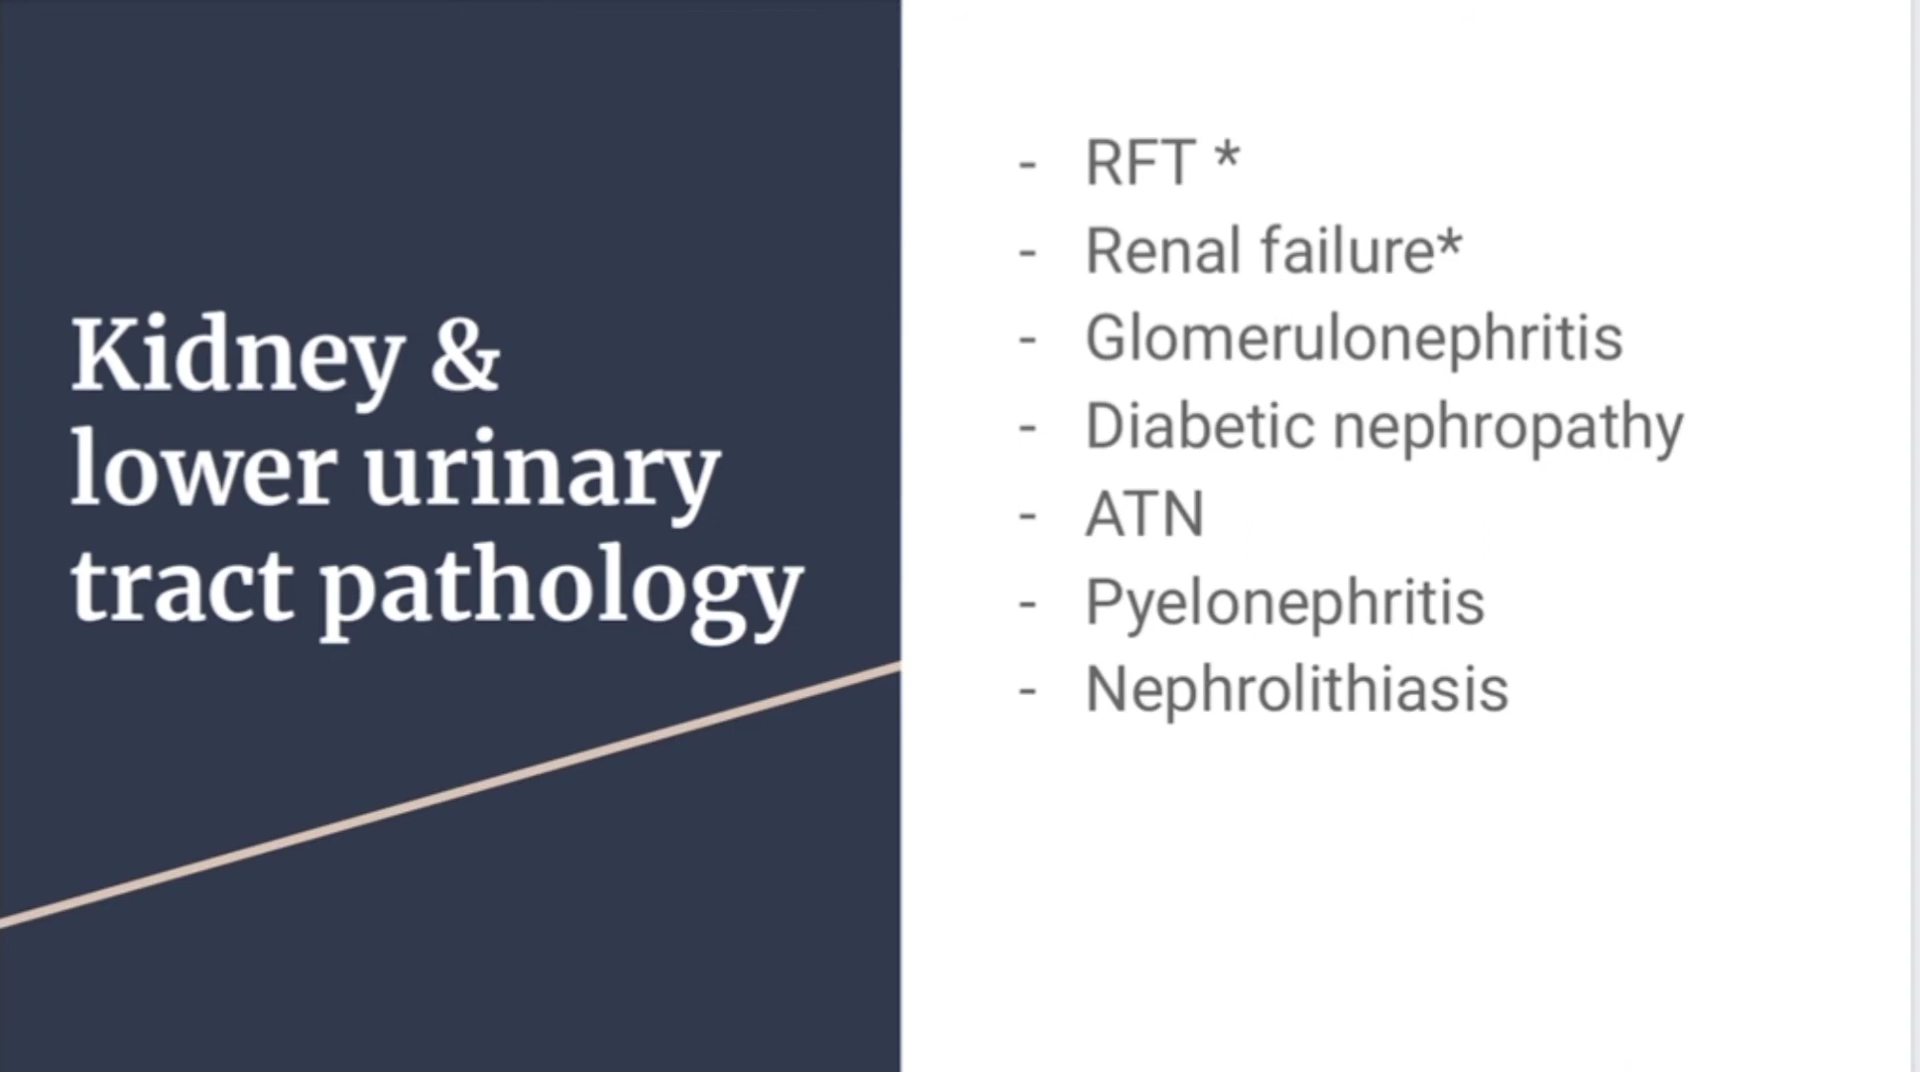 Kidney &
lower urinary
tract pathology
- RFT *
- Renal failure*
- Glomerulonephritis
- Diabetic nephropathy
- ATN
- Pyelonephritis
- Nephrolithiasis